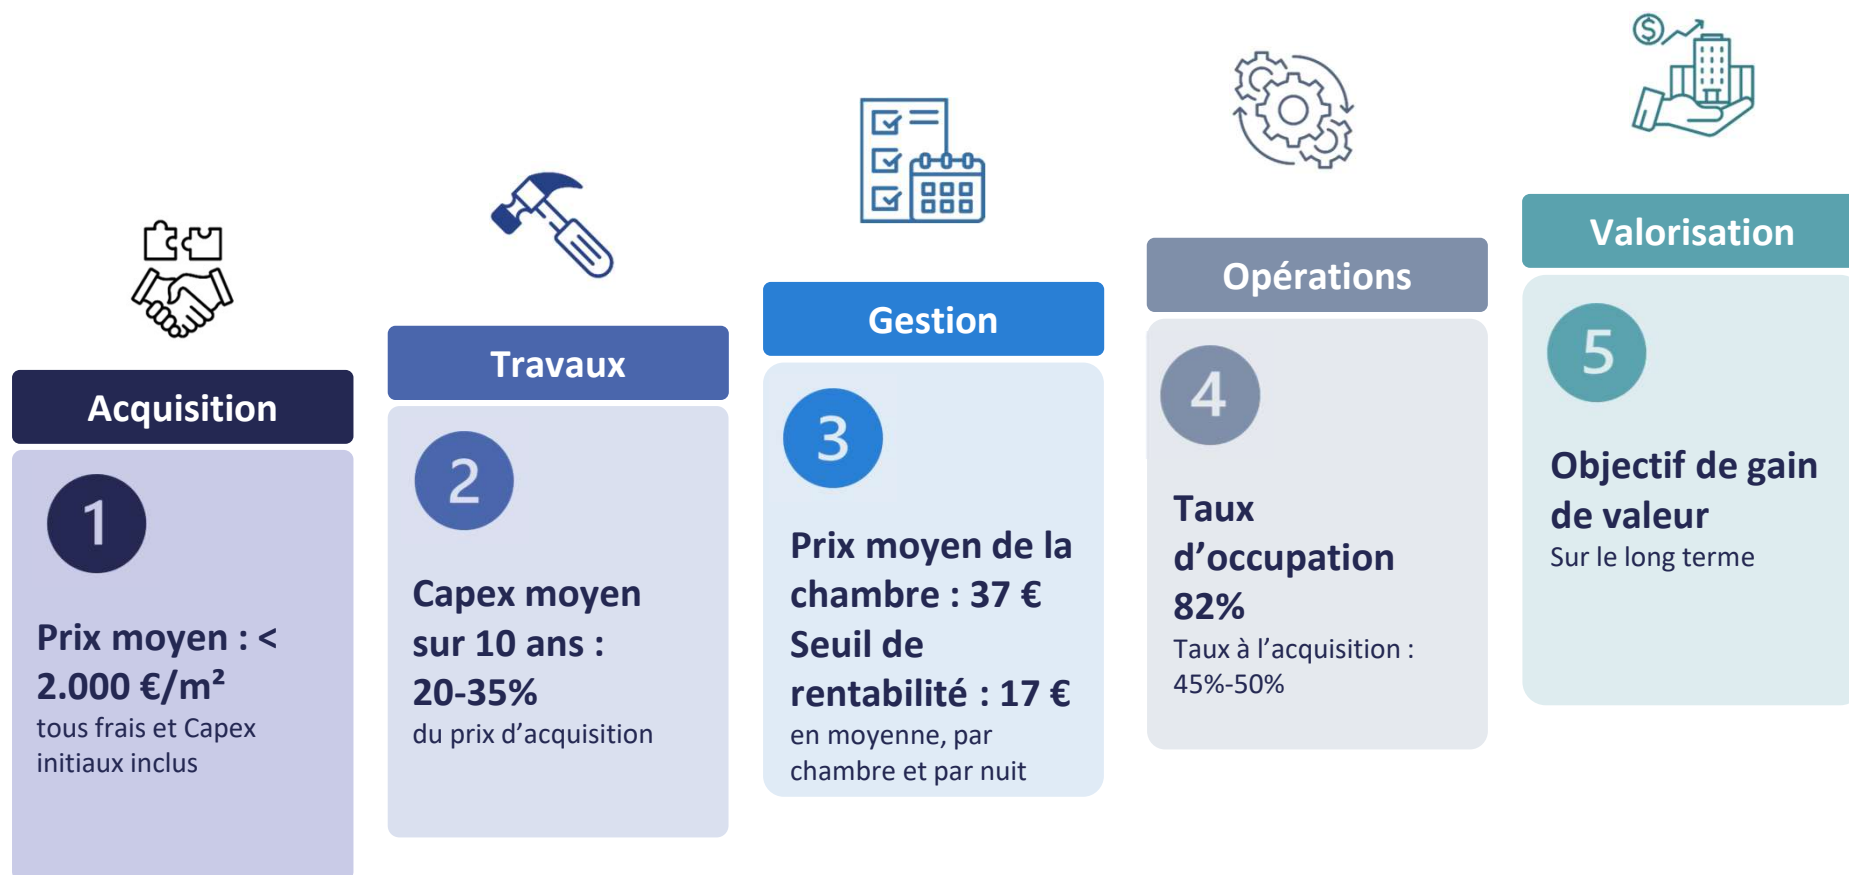 Acquisition
1
Prix moyen : <
2.000 €/m²
tous frais et Capex
initiaux inclus
Travaux
2
Capex moyen
sur 10 ans :
20-35%
du prix d’acquisition
Gestion
3
Prix moyen de la
chambre : 37 €
Seuil de
rentabilité : 17 €
en moyenne, par
chambre et par nuit
Opérations
4
Taux
d’occupation
82%
Taux à l’acquisition :
45%-50%
$
Valorisation
5
Objectif de gain
de valeur
Sur le long terme